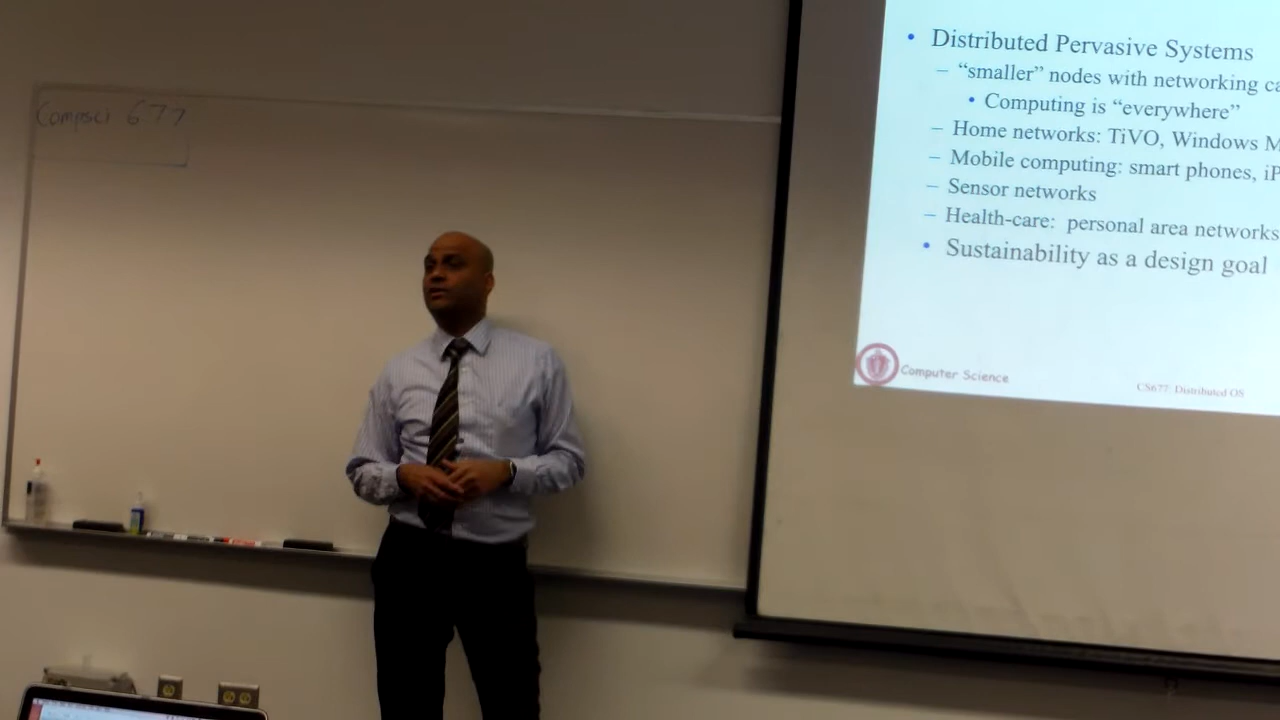 Compsci 677
• Distributed Pervasive Systems
– “smaller” nodes with networking ca
• Computing is “everywhere”
– Home networks: TiVO, Windows M
– Mobile computing: smart phones, iP
– Sensor networks
– Health-care: personal area networks
• Sustainability as a design goal
Computer Science
CS677: Distributed OS